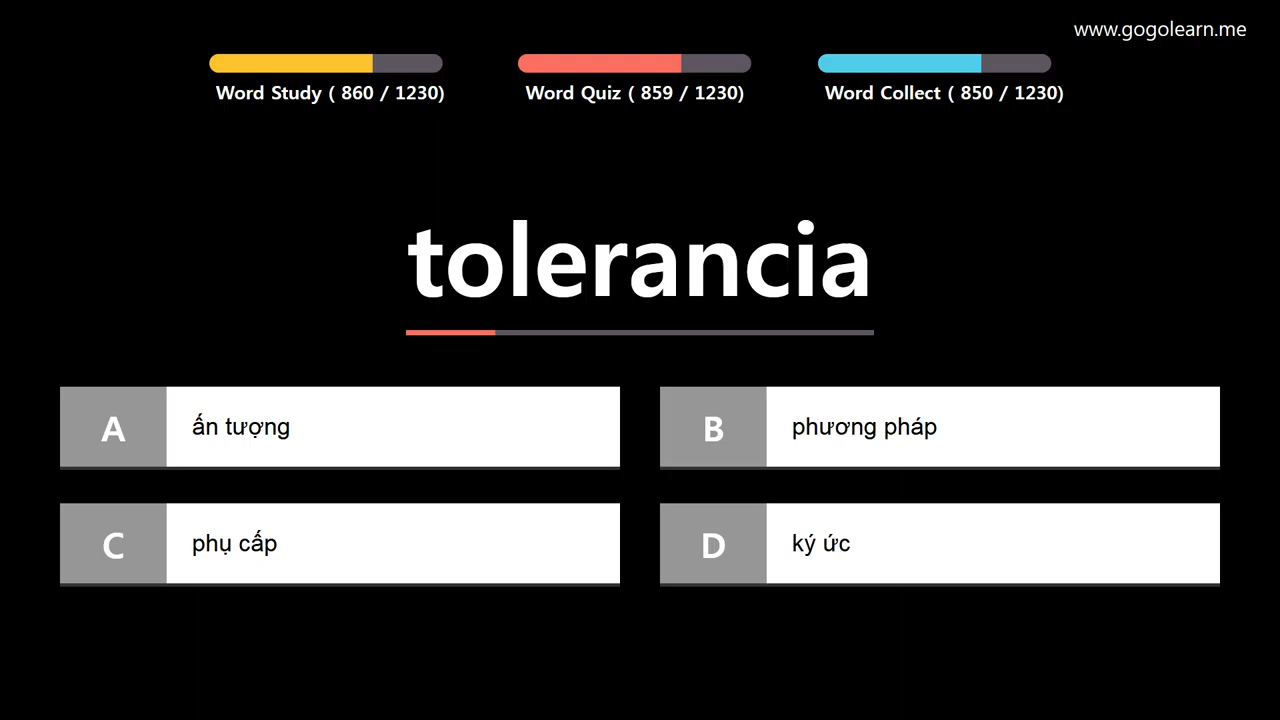 www.gogolearn.me
Word Study ( 860 / 1230)
Word Quiz ( 859 / 1230)
Word Collect ( 850 / 1230)
tolerancia
A ấn tượng
B phương pháp
C phụ cấp
D ký ức